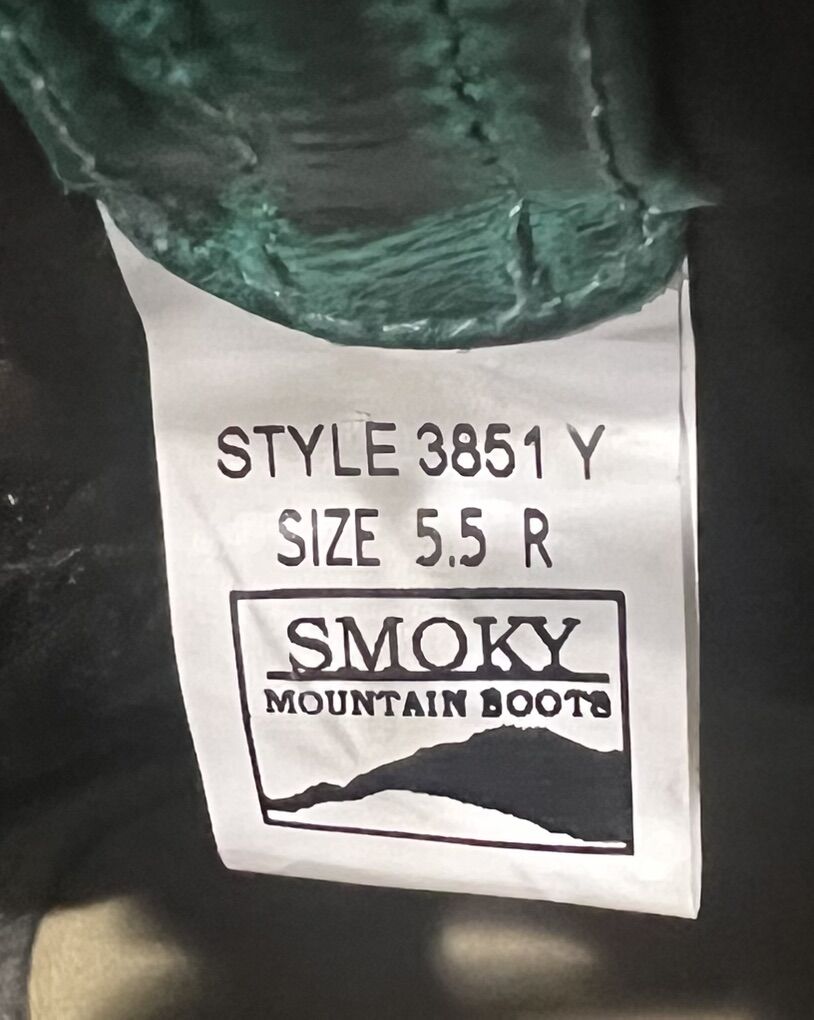 STYLE 3851 Y
SIZE 5.5 R
SMOKY
MOUNTAIN BOOTS